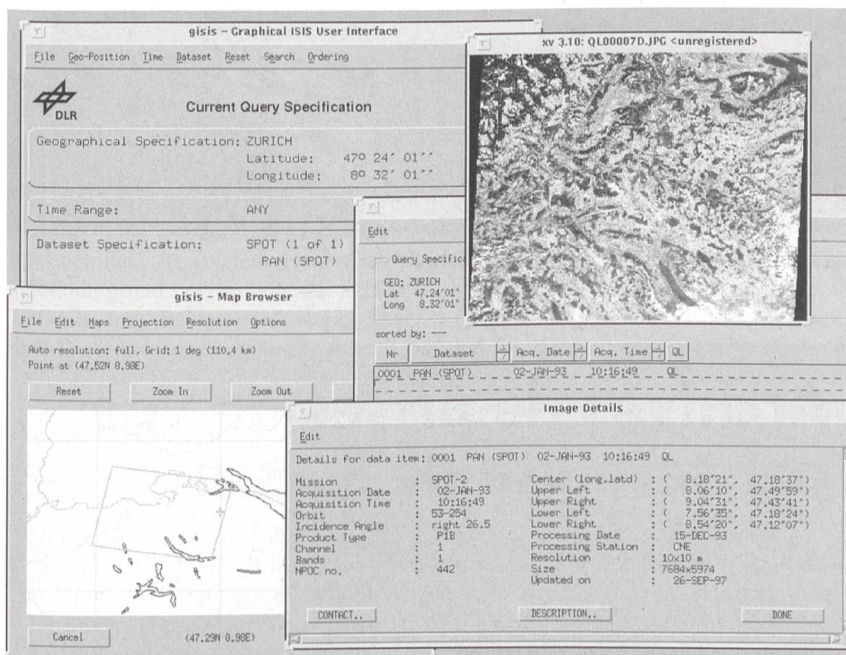 gisis - Graphical ISIS User Interface
File Geo-Position Time Dataset Reset Search Ordering
DLR
Current Query Specification
Geographical Specification: ZURICH
Latitude: 47º 24´ 01´´
Longitude: 8º 32´ 01´´
Time Range: ANY
Dataset Specification: SPOT (1 of 1)
PAN (SPOT)
xv 3.10: QL00007D.JPG <unregistered>
Edit
Query Specific
GEO: ZURICH
Lat 47.24'01"
Long 8.32'01"
sorted by: ---
Nr Dataset Acq. Date Acq. Time QL
0001 PAN (SPOT) 02-JAN-93 10:16:49 QL
gisis - Map Browser
File Edit Maps Projection Resolution Options
Auto resolution: full, Grid: 1 deg (110.4 km)
Point at (47.52N 8.98E)
Reset Zoom In Zoom Out
Cancel (47.29N 8.98E)
Image Details
Edit
Details for data item: 0001 PAN (SPOT) 02-JAN-93 10:16:49 QL
Mission : SPOT-2 Center (long.latd) : ( 8.18'21", 47.18'37")
Acquisition Date : 02-JAN-93 Upper Left : ( 8.06'10", 47.49'59")
Acquisition Time : 10:16:49 Upper Right : ( 9.04'31", 47.43'41")
Orbit : 53-254 Lower Left : ( 7.56'35", 47.18'24")
Incidence Angle : right 26.5 Lower Right : ( 8.54'20", 47.12'07")
Product Type : P1B Processing Date : 15-DEC-93
Channel : 1 Processing Station : CNE
Bands : 1 Resolution : 10x10 m
NPOC no. : 442 Size : 7684x5974
Updated on : 26-SEP-97
CONTACT.. DESCRIPTION.. DONE